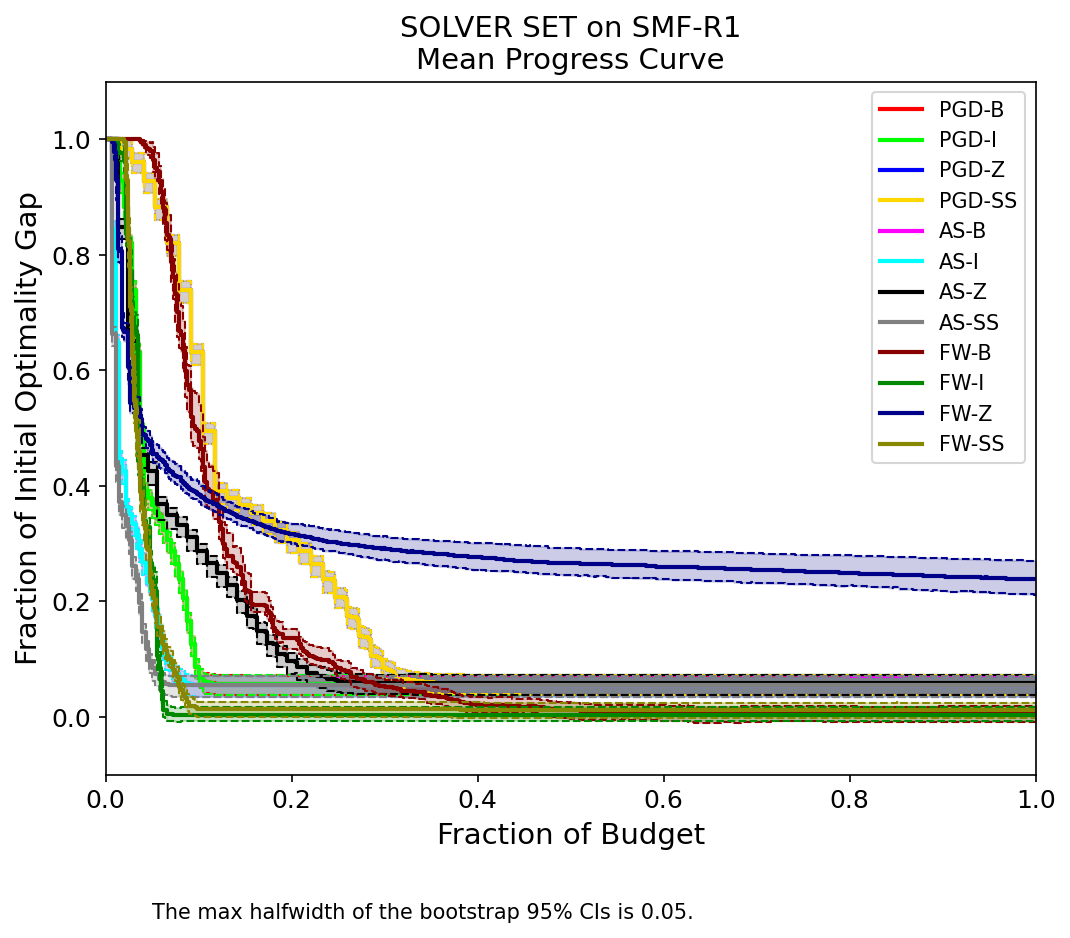 SOLVER SET on SMF-R1
Mean Progress Curve
Fraction of Initial Optimality Gap
1.0
0.8
0.6
0.4
0.2
0.0
PGD-B
PGD-I
PGD-Z
PGD-SS
AS-B
AS-I
AS-Z
AS-SS
FW-B
FW-I
FW-Z
FW-SS
0.0 0.2 0.4 0.6 0.8 1.0
Fraction of Budget
The max halfwidth of the bootstrap 95% CIs is 0.05.